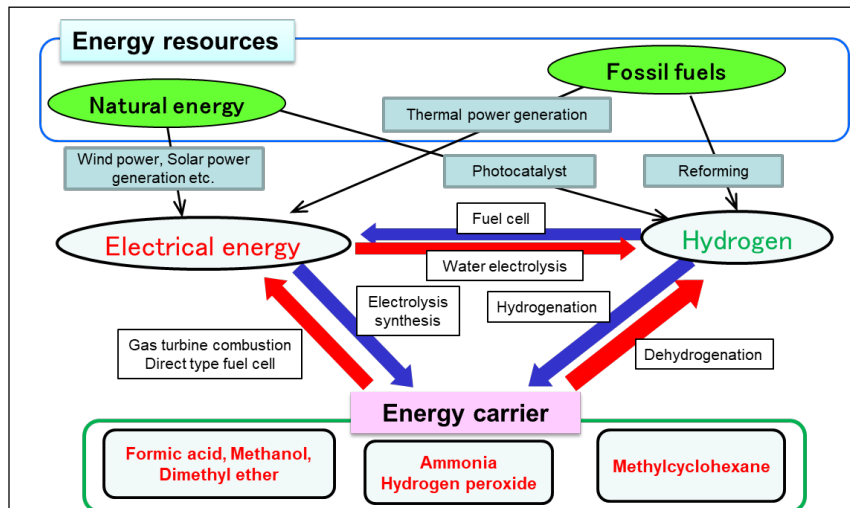 Energy resources
Fossil fuels
Natural energy
Thermal power generation
Wind power, Solar power
generation etc.
Photocatalyst
Reforming
Fuel cell
Electrical energy
Hydrogen
Water electrolysis
Electrolysis
synthesis
Hydrogenation
Gas turbine combustion
Direct type fuel cell
Dehydrogenation
Energy carrier
Formic acid, Methanol,
Dimethyl ether
Ammonia
Hydrogen peroxide
Methylcyclohexane